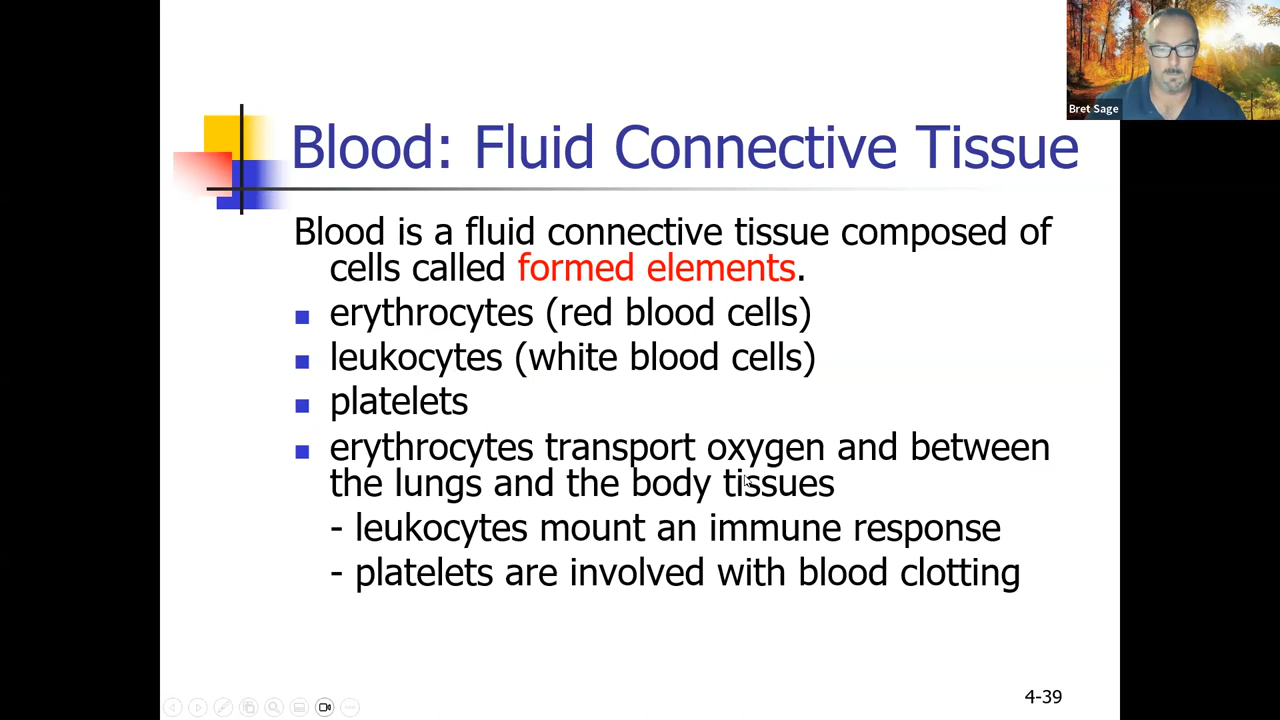 Bret Sage
Blood: Fluid Connective Tissue
Blood is a fluid connective tissue composed of
cells called formed elements.
erythrocytes (red blood cells)
leukocytes (white blood cells)
platelets
erythrocytes transport oxygen and between
the lungs and the body tissues
- leukocytes mount an immune response
- platelets are involved with blood clotting
4-39